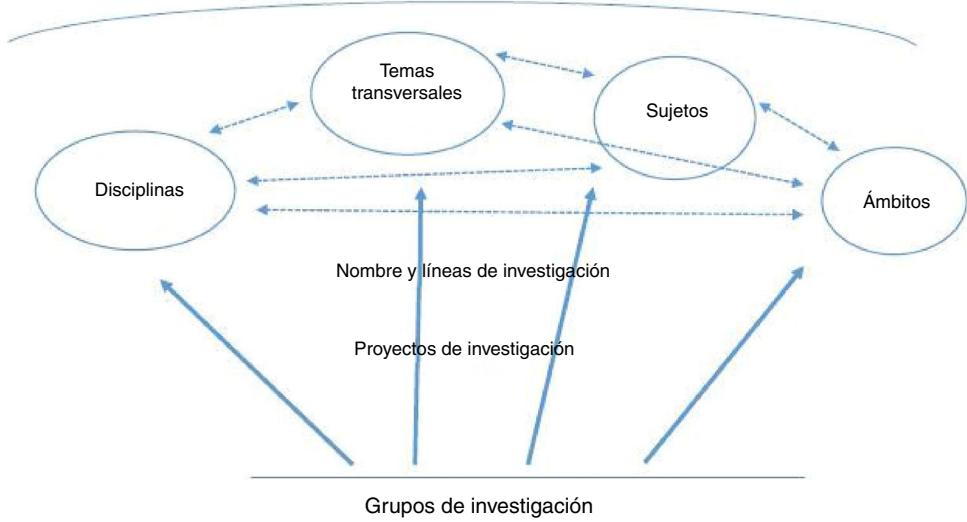 Temas
transversales
Sujetos
Disciplinas
Ámbitos
Nombre y líneas de investigación
Proyectos de investigación
Grupos de investigación